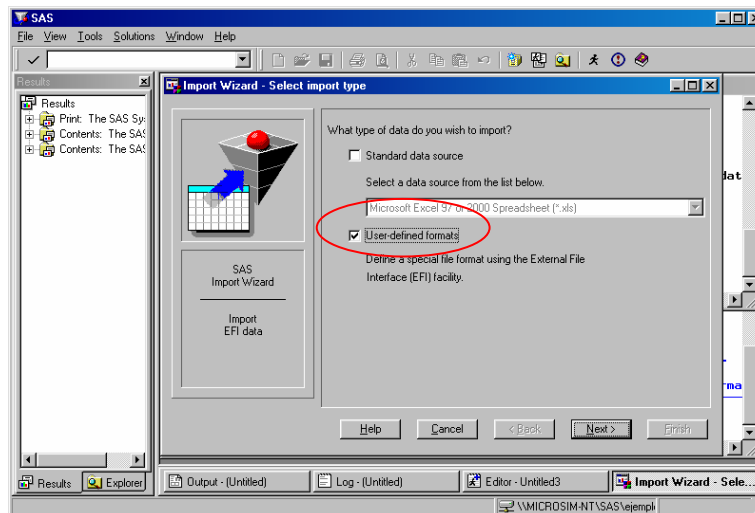 SAS
File View Tools Solutions Window Help
Results
Results
Print: The SAS Sy
Contents: The SA
Contents: The SA
Import Wizard - Select import type
SAS
Import Wizard
Import
EFI data
What type of data do you wish to import?
Standard data source
Select a data source from the list below.
Microsoft Excel 97 or 2000 Spreadsheet (*.xls)
User-defined formats
Define a special file format using the External File
Interface (EFI) facility.
Help Cancel < Back Next > Finish
dat
rma
Results Explorer
Output - (Untitled) Log - (Untitled) Editor - Untitled3 Import Wizard - Sele...
\\MICROSIM-NT\SAS\ejempl